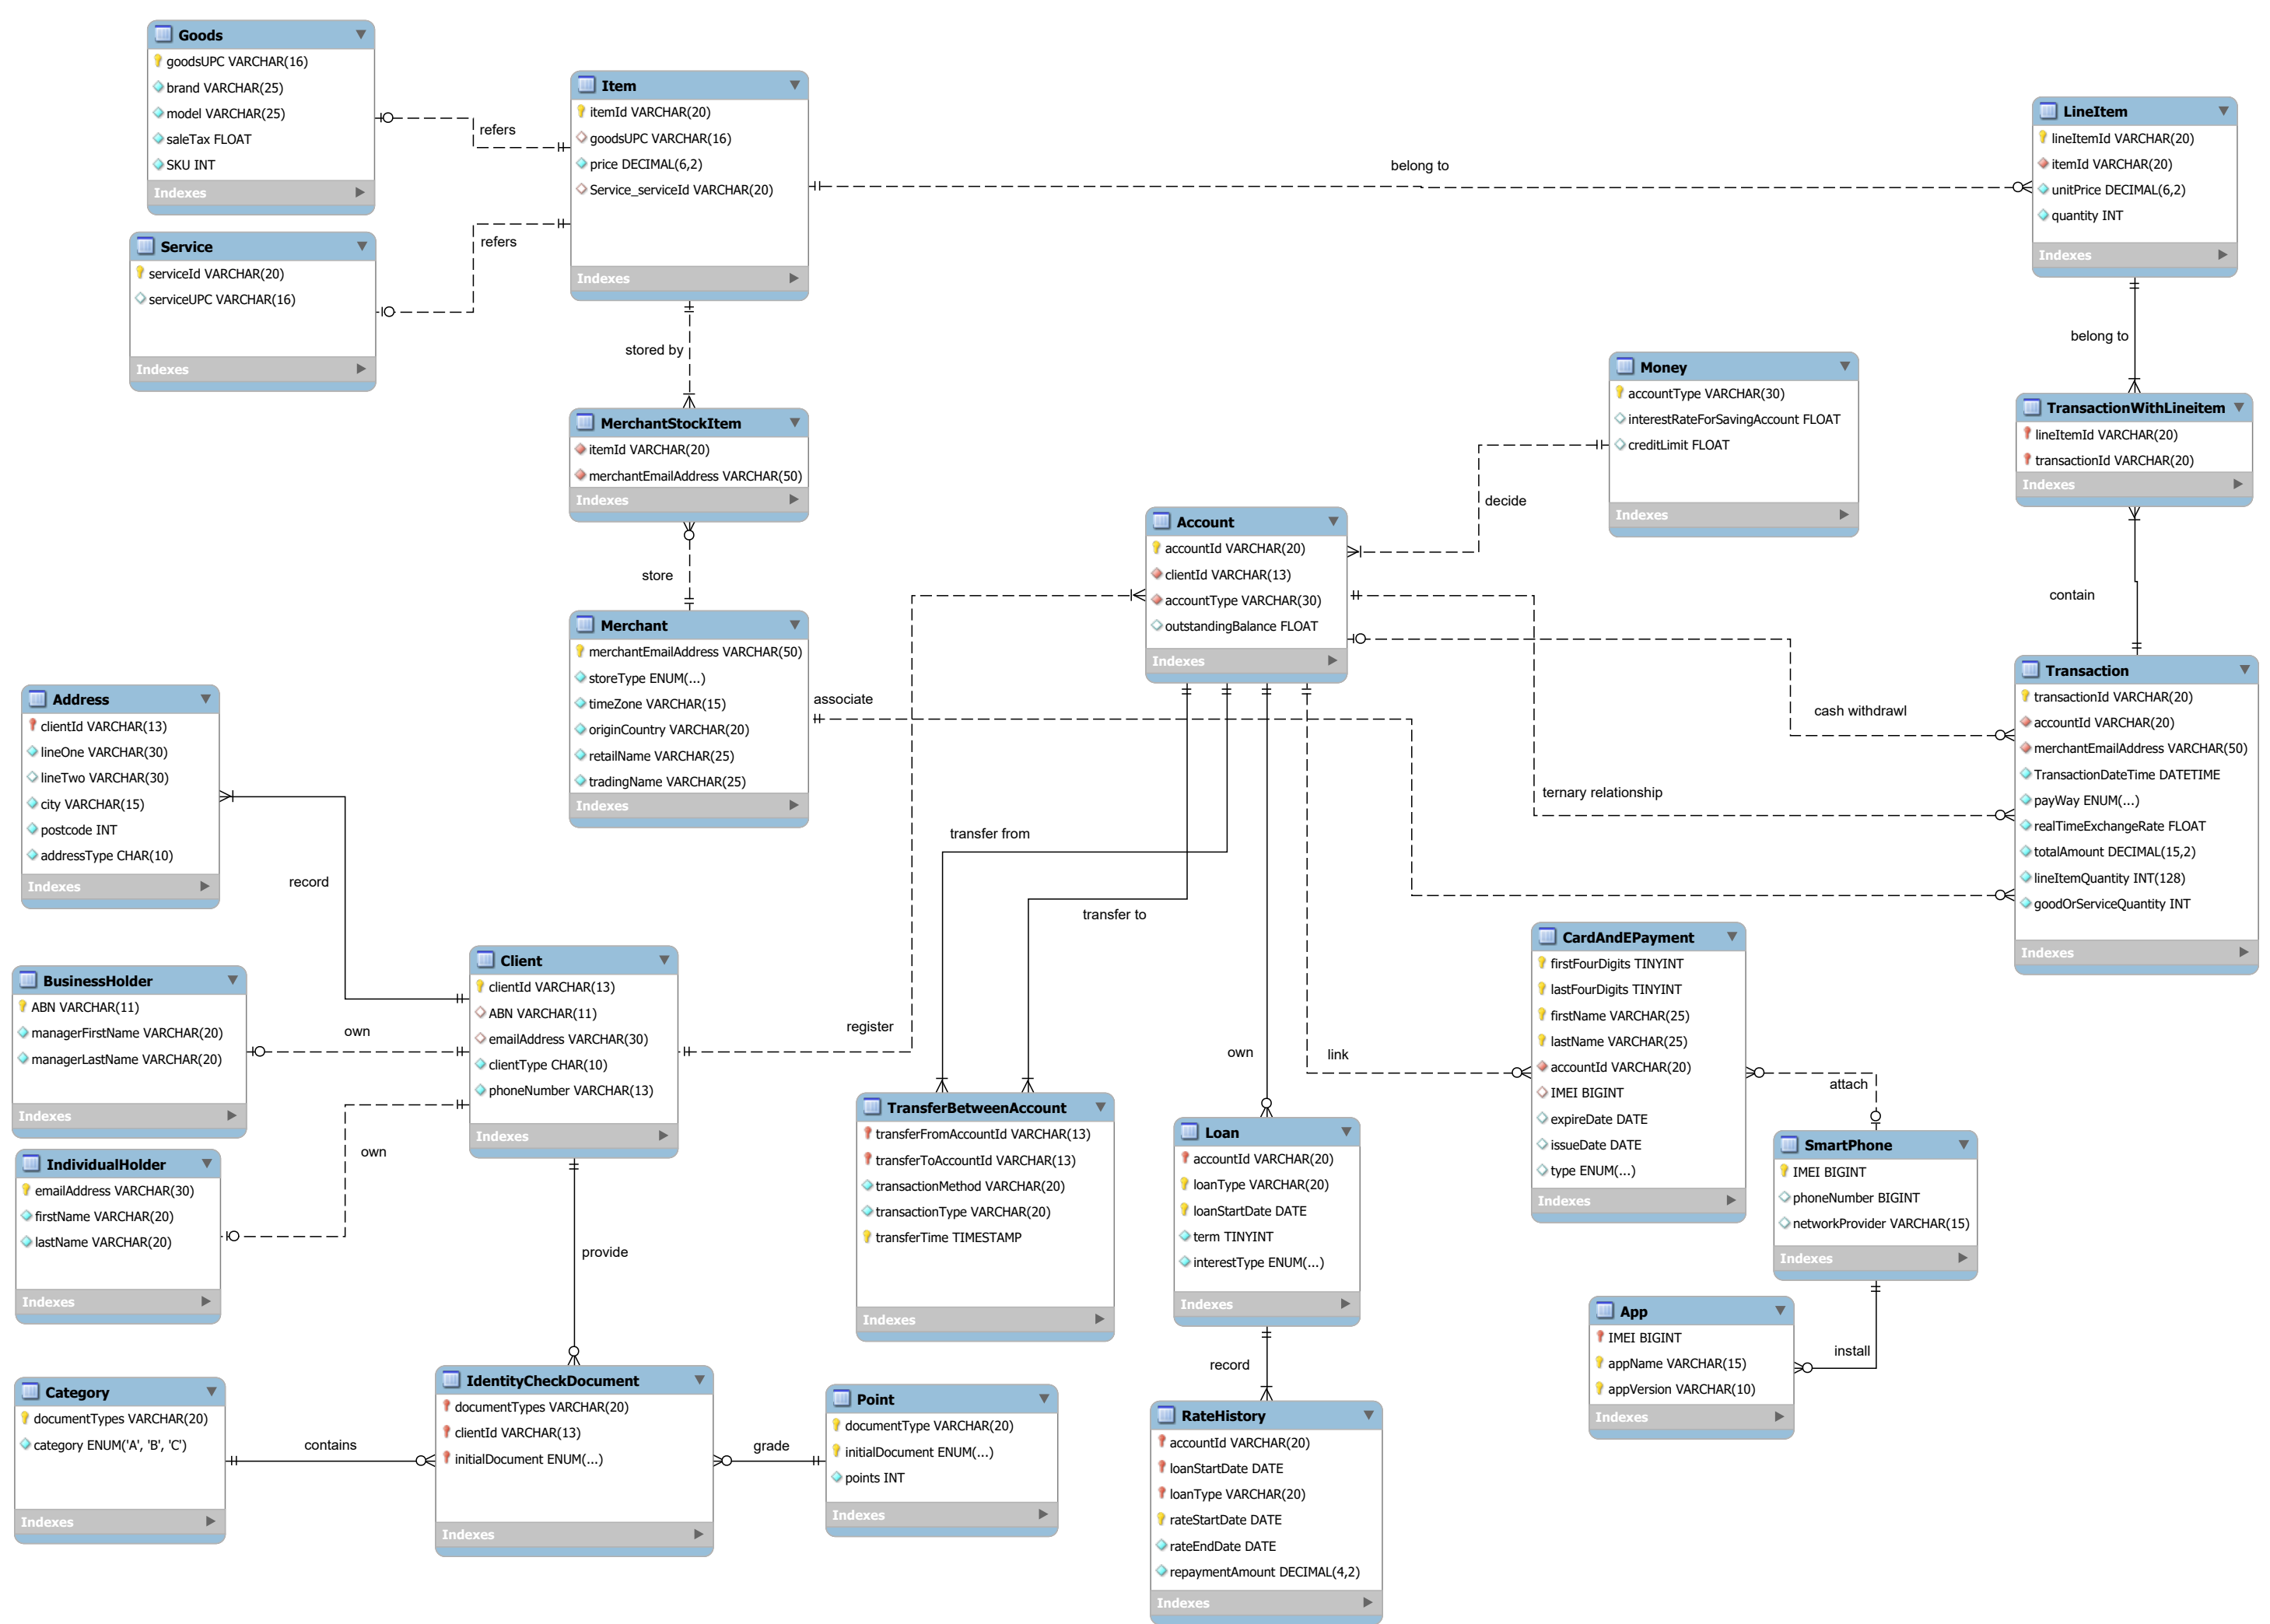 Goods
goodsUPC VARCHAR(16)
brand VARCHAR(25)
model VARCHAR(25)
saleTax FLOAT
SKU INT
Indexes
refers
Service
serviceId VARCHAR(20)
serviceUPC VARCHAR(16)
Indexes
refers
Item
itemId VARCHAR(20)
goodsUPC VARCHAR(16)
price DECIMAL(6,2)
Service_serviceId VARCHAR(20)
Indexes
belong to
LineItem
lineItemId VARCHAR(20)
itemId VARCHAR(20)
unitPrice DECIMAL(6,2)
quantity INT
Indexes
belong to
stored by
MerchantStockItem
itemId VARCHAR(20)
merchantEmailAddress VARCHAR(50)
Indexes
store
Money
accountType VARCHAR(30)
interestRateForSavingAccount FLOAT
creditLimit FLOAT
Indexes
decide
TransactionWithLineitem
lineItemId VARCHAR(20)
transactionId VARCHAR(20)
Indexes
contain
Account
accountId VARCHAR(20)
clientId VARCHAR(13)
accountType VARCHAR(30)
outstandingBalance FLOAT
Indexes
Merchant
merchantEmailAddress VARCHAR(50)
storeType ENUM(...)
timeZone VARCHAR(15)
originCountry VARCHAR(20)
retailName VARCHAR(25)
tradingName VARCHAR(25)
Indexes
associate
cash withdrawl
ternary relationship
Transaction
transactionId VARCHAR(20)
accountId VARCHAR(20)
merchantEmailAddress VARCHAR(50)
TransactionDateTime DATETIME
payWay ENUM(...)
realTimeExchangeRate FLOAT
totalAmount DECIMAL(15,2)
lineItemQuantity INT(128)
goodOrServiceQuantity INT
Indexes
Address
clientId VARCHAR(13)
lineOne VARCHAR(30)
lineTwo VARCHAR(30)
city VARCHAR(15)
postcode INT
addressType CHAR(10)
Indexes
record
transfer from
transfer to
BusinessHolder
ABN VARCHAR(11)
managerFirstName VARCHAR(20)
managerLastName VARCHAR(20)
Indexes
own
Client
clientId VARCHAR(13)
ABN VARCHAR(11)
emailAddress VARCHAR(30)
clientType CHAR(10)
phoneNumber VARCHAR(13)
Indexes
register
own
link
CardAndEPayment
firstFourDigits TINYINT
lastFourDigits TINYINT
firstName VARCHAR(25)
lastName VARCHAR(25)
accountId VARCHAR(20)
IMEI BIGINT
expireDate DATE
issueDate DATE
type ENUM(...)
Indexes
attach
IndividualHolder
emailAddress VARCHAR(30)
firstName VARCHAR(20)
lastName VARCHAR(20)
Indexes
own
provide
TransferBetweenAccount
transferFromAccountId VARCHAR(13)
transferToAccountId VARCHAR(13)
transactionMethod VARCHAR(20)
transactionType VARCHAR(20)
transferTime TIMESTAMP
Indexes
Loan
accountId VARCHAR(20)
loanType VARCHAR(20)
loanStartDate DATE
term TINYINT
interestType ENUM(...)
Indexes
record
SmartPhone
IMEI BIGINT
phoneNumber BIGINT
networkProvider VARCHAR(15)
Indexes
install
App
IMEI BIGINT
appName VARCHAR(15)
appVersion VARCHAR(10)
Indexes
Category
documentTypes VARCHAR(20)
category ENUM('A', 'B', 'C')
Indexes
contains
IdentityCheckDocument
documentTypes VARCHAR(20)
clientId VARCHAR(13)
initialDocument ENUM(...)
Indexes
grade
Point
documentType VARCHAR(20)
initialDocument ENUM(...)
points INT
Indexes
RateHistory
accountId VARCHAR(20)
loanStartDate DATE
loanType VARCHAR(20)
rateStartDate DATE
rateEndDate DATE
repaymentAmount DECIMAL(4,2)
Indexes